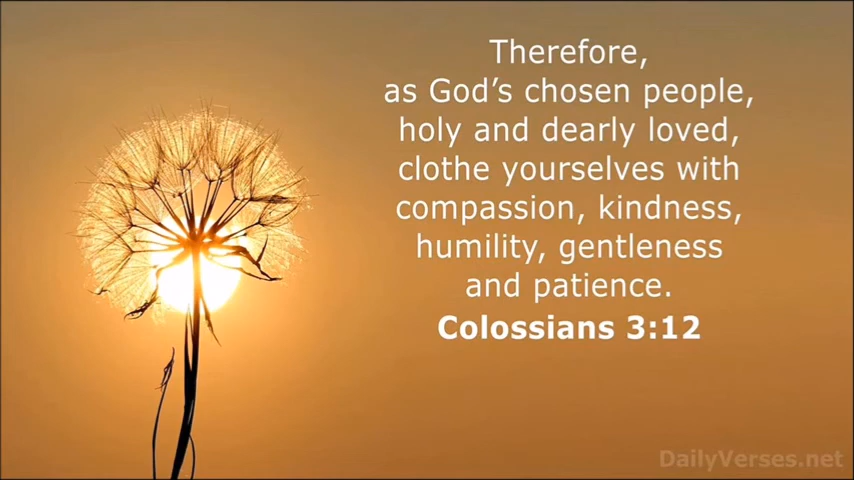 Therefore,
as God’s chosen people,
holy and dearly loved,
clothe yourselves with
compassion, kindness,
humility, gentleness
and patience.
Colossians 3:12
DailyVerses.net